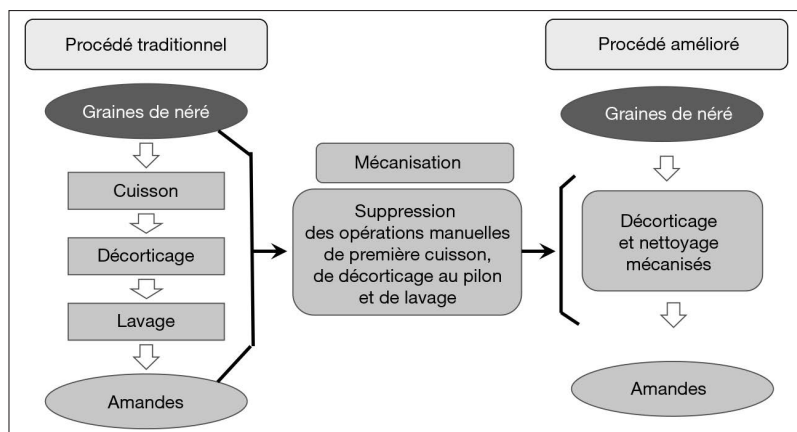 Procédé traditionnel
Graines de néré
Cuisson
Décorticage
Lavage
Amandes
Mécanisation
Suppression
des opérations manuelles
de première cuisson,
de décorticage au pilon
et de lavage
Procédé amélioré
Graines de néré
Décorticage
et nettoyage
mécanisés
Amandes